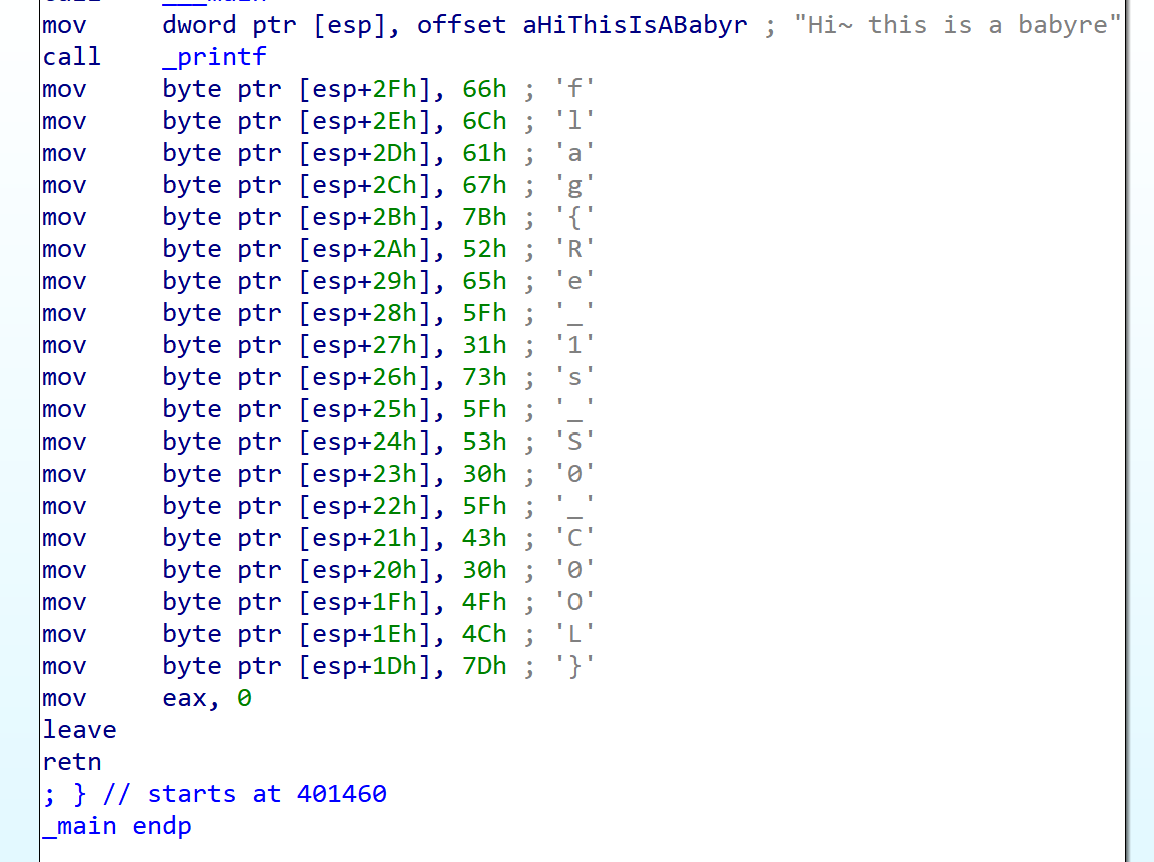 mov     dword ptr [esp], offset aHiThisIsABabyr ; "Hi~ this is a babyre"
call    _printf
mov     byte ptr [esp+2Fh], 66h ; 'f'
mov     byte ptr [esp+2Eh], 6Ch ; 'l'
mov     byte ptr [esp+2Dh], 61h ; 'a'
mov     byte ptr [esp+2Ch], 67h ; 'g'
mov     byte ptr [esp+2Bh], 7Bh ; '{'
mov     byte ptr [esp+2Ah], 52h ; 'R'
mov     byte ptr [esp+29h], 65h ; 'e'
mov     byte ptr [esp+28h], 5Fh ; '_'
mov     byte ptr [esp+27h], 31h ; '1'
mov     byte ptr [esp+26h], 73h ; 's'
mov     byte ptr [esp+25h], 5Fh ; '_'
mov     byte ptr [esp+24h], 53h ; 'S'
mov     byte ptr [esp+23h], 30h ; '0'
mov     byte ptr [esp+22h], 5Fh ; '_'
mov     byte ptr [esp+21h], 43h ; 'C'
mov     byte ptr [esp+20h], 30h ; '0'
mov     byte ptr [esp+1Fh], 4Fh ; 'O'
mov     byte ptr [esp+1Eh], 4Ch ; 'L'
mov     byte ptr [esp+1Dh], 7Dh ; '}'
mov     eax, 0
leave
retn
; } // starts at 401460
_main endp